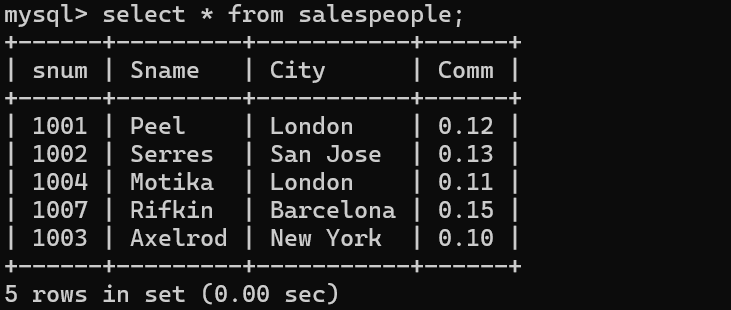 mysql> select * from salespeople;
+------+---------+-----------+------+
| snum | Sname   | City      | Comm |
+------+---------+-----------+------+
| 1001 | Peel    | London    | 0.12 |
| 1002 | Serres  | San Jose  | 0.13 |
| 1004 | Motika  | London    | 0.11 |
| 1007 | Rifkin  | Barcelona | 0.15 |
| 1003 | Axelrod | New York  | 0.10 |
+------+---------+-----------+------+
5 rows in set (0.00 sec)